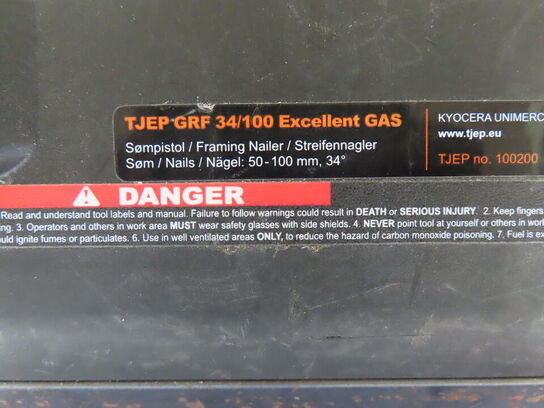 TJEP GRF 34/100 Excellent GAS
Sømpistol / Framing Nailer / Streifennagler
Søm / Nails / Nägel: 50-100 mm, 34°
KYOCERA UNIMERC
www.tjep.eu
TJEP no. 100200
DANGER
Read and understand tool labels and manual. Failure to follow warnings could result in DEATH or SERIOUS INJURY. 2. Keep fingers
ing. 3. Operators and others in work area MUST wear safety glasses with side shields. 4. NEVER point tool at yourself or others in work
ould ignite fumes or particulates. 6. Use in well ventilated areas ONLY, to reduce the hazard of carbon monoxide poisoning. 7. Fuel is ex